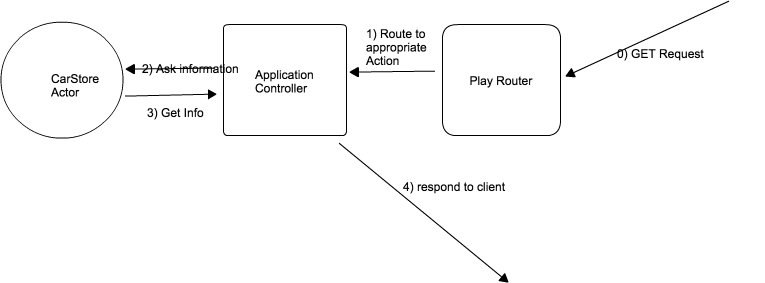 CarStore
Actor
2) Ask information
3) Get Info
Application
Controller
1) Route to
appropriate
Action
Play Router
0) GET Request
4) respond to client